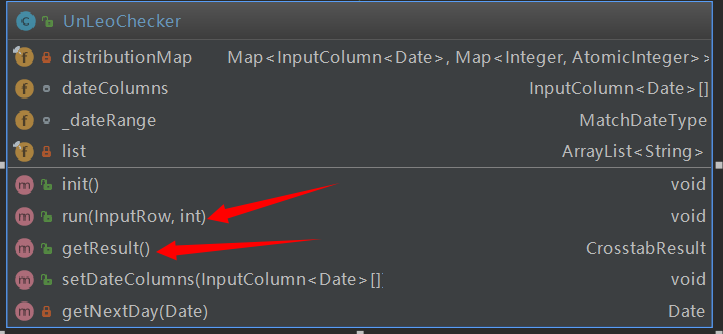 C UnLeoChecker
f distributionMap Map<InputColumn<Date>, Map<Integer, AtomicInteger>>
f dateColumns InputColumn<Date>[]
f _dateRange MatchDateType
f list ArrayList<String>
m init() void
m run(InputRow, int) void
m getResult() CrosstabResult
m setDateColumns(InputColumn<Date>[] void
m getNextDay(Date) Date